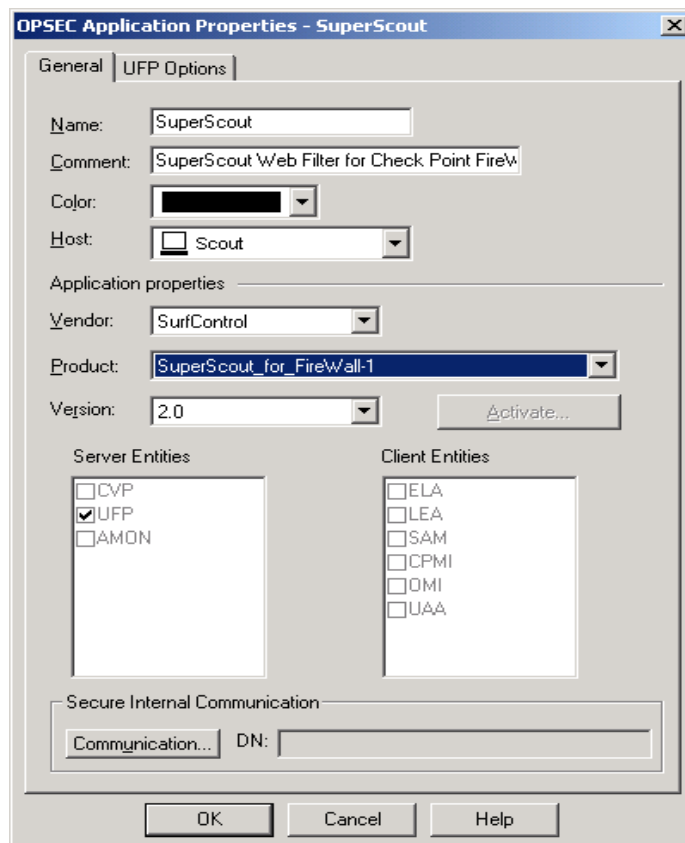 OPSEC Application Properties - SuperScout
General
UFP Options
Name: SuperScout
Comment: SuperScout Web Filter for Check Point FireW
Color:
Host: Scout
Application properties
Vendor: SurfControl
Product: SuperScout_for_FireWall-1
Version: 2.0 Activate...
Server Entities
CVP
UFP
AMON
Client Entities
ELA
LEA
SAM
CPMI
OMI
UAA
Secure Internal Communication
Communication... DN:
OK Cancel Help